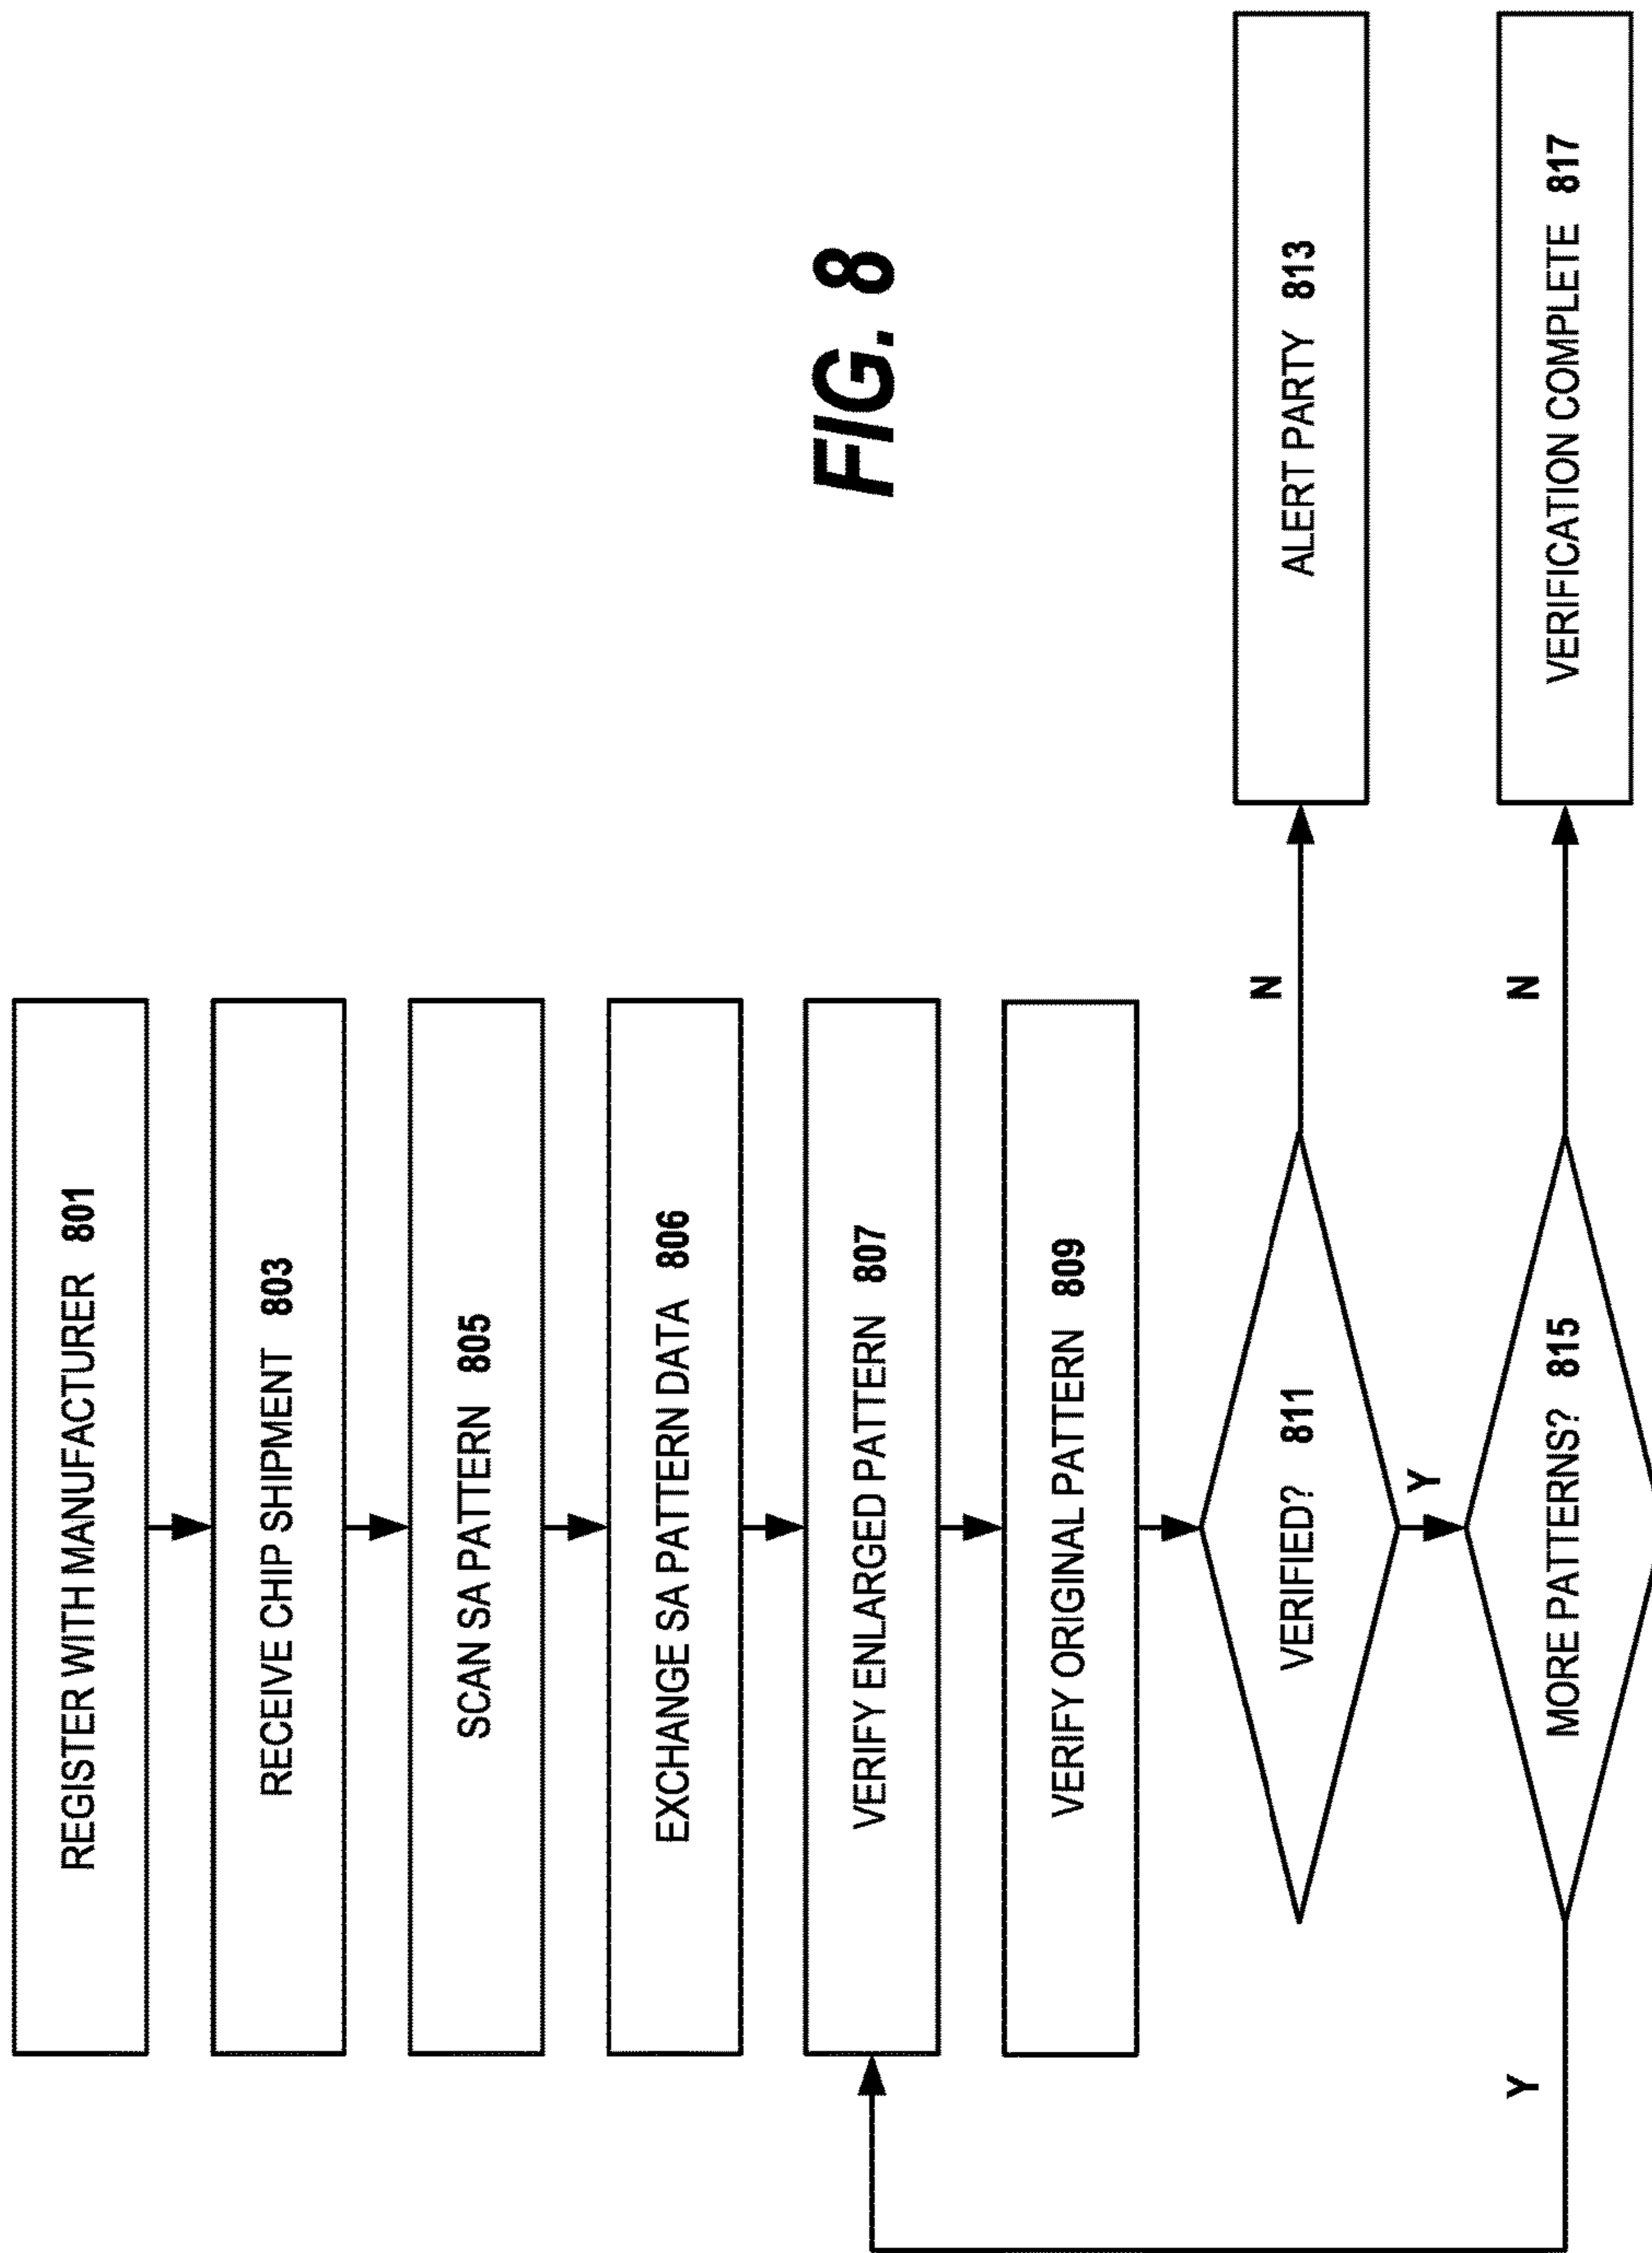 REGISTER WITH MANUFACTURER 801
RECEIVE CHIP SHIPMENT 803
SCAN SA PATTERN 805
EXCHANGE SA PATTERN DATA 806
VERIFY ENLARGED PATTERN 807
VERIFY ORIGINAL PATTERN 809
VERIFIED? 811
N
ALERT PARTY 813
Y
MORE PATTERNS? 815
N
VERIFICATION COMPLETE 817
Y
FIG. 8